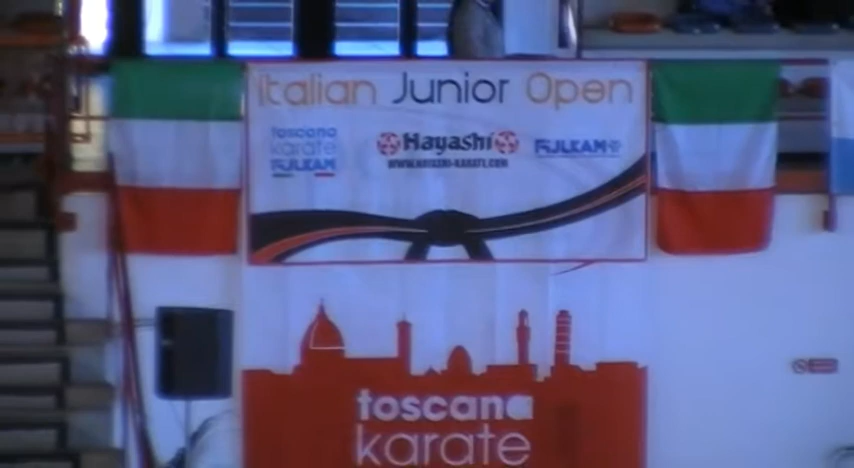 Italian Junior Open
toscana
karate
FIJLKAM
Hayashi
WWW.HAYASHI-KARATE.COM
FIJLKAM
toscana
karate